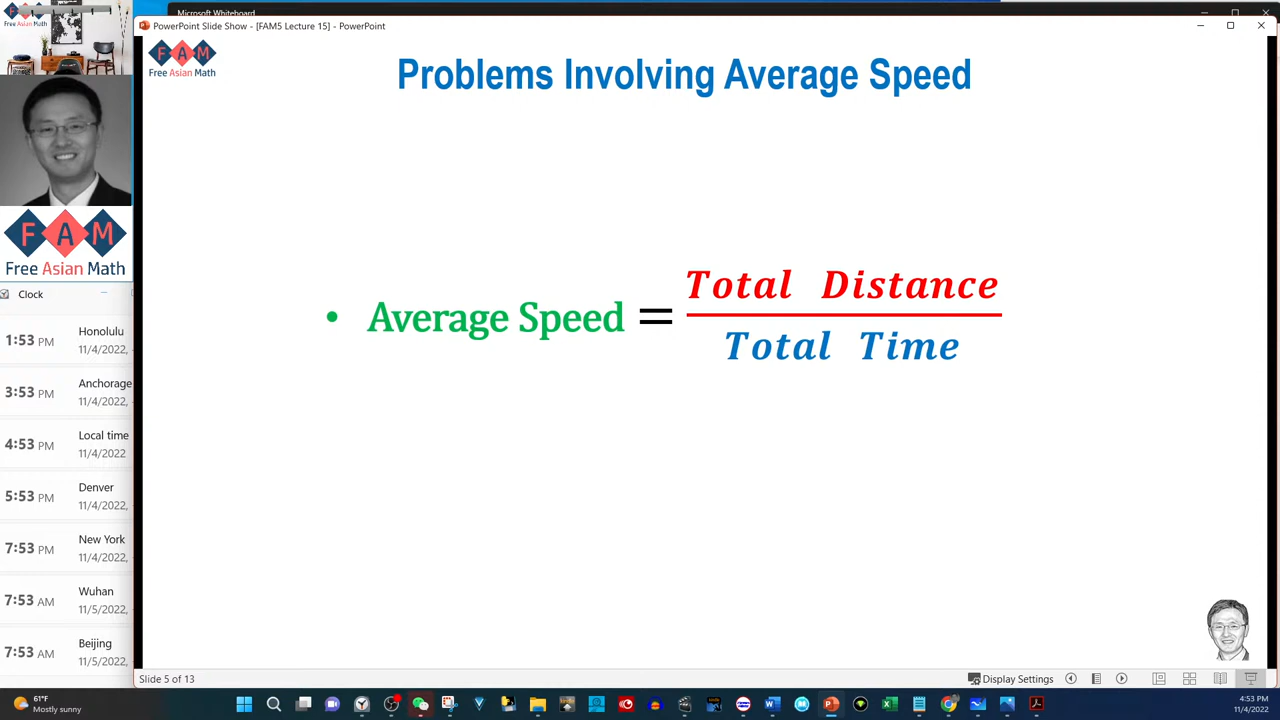 Microsoft Whiteboard
Free Asian Math
PowerPoint Slide Show - [FAM5 Lecture 15] - PowerPoint
F A M
Free Asian Math
Problems Involving Average Speed
F A M
Free Asian Math
Clock
1:53 PM Honolulu
11/4/2022,
3:53 PM Anchorage
11/4/2022,
4:53 PM Local time
11/4/2022
5:53 PM Denver
11/4/2022,
7:53 PM New York
11/4/2022,
7:53 AM Wuhan
11/5/2022,
7:53 AM Beijing
11/5/2022,
• Average Speed = Total Distance
Total Time
Slide 5 of 13
Display Settings
61°F
Mostly sunny
4:53 PM
11/4/2022